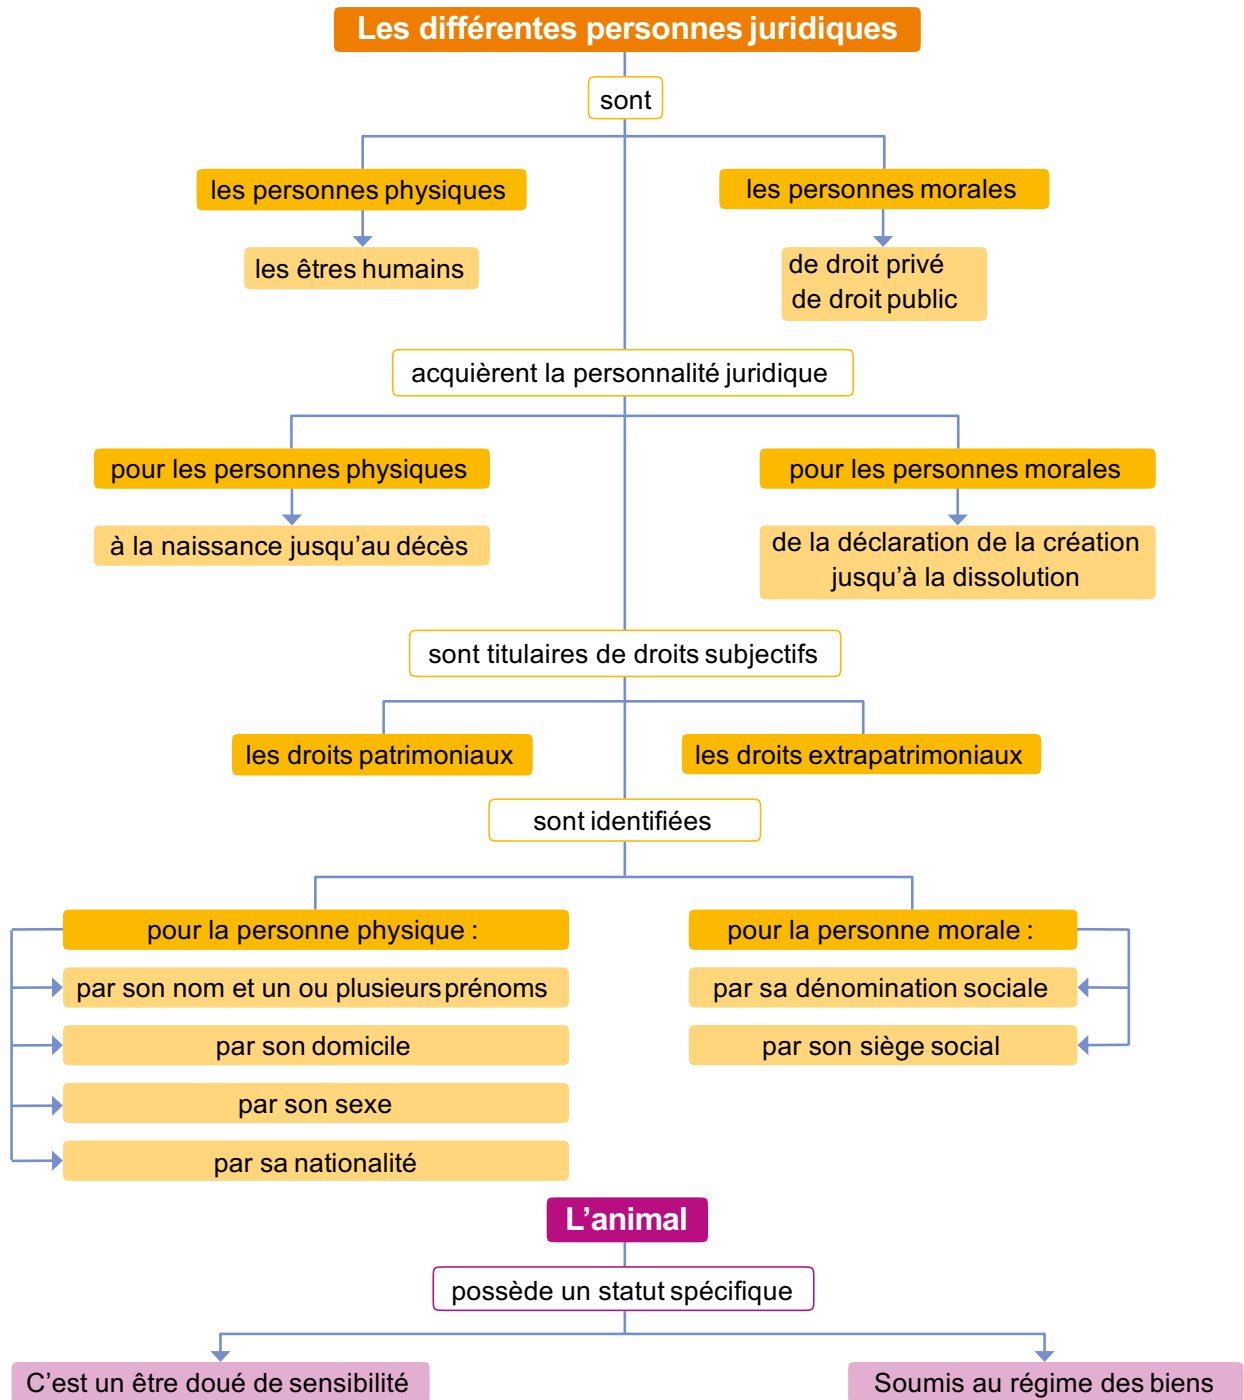 Les différentes personnes juridiques
sont
les personnes physiques
les personnes morales
les êtres humains
de droit privé
de droit public
acquièrent la personnalité juridique
pour les personnes physiques
pour les personnes morales
à la naissance jusqu’au décès
de la déclaration de la création
jusqu’à la dissolution
sont titulaires de droits subjectifs
les droits patrimoniaux
les droits extrapatrimoniaux
sont identifiées
pour la personne physique :
pour la personne morale :
par son nom et un ou plusieurs prénoms
par sa dénomination sociale
par son domicile
par son siège social
par son sexe
par sa nationalité
L’animal
possède un statut spécifique
C’est un être doué de sensibilité
Soumis au régime des biens